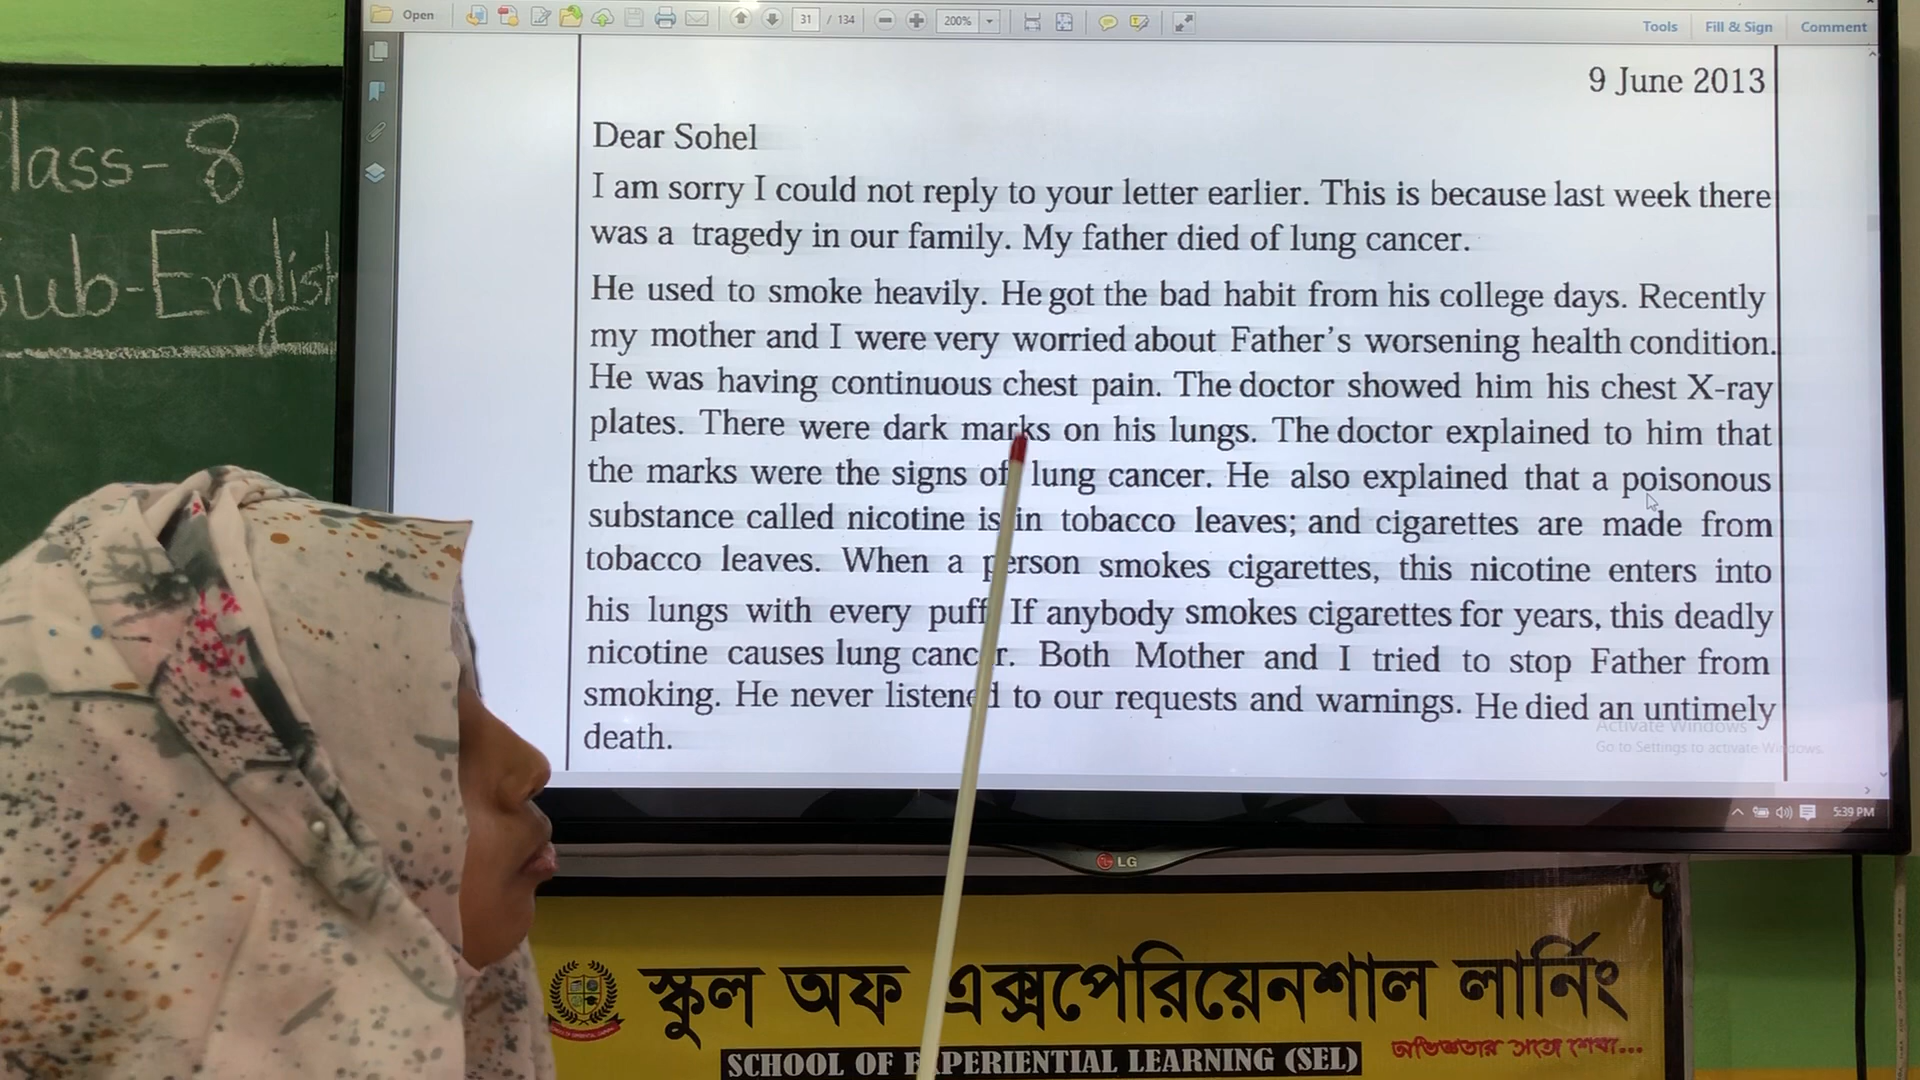 Open
31 / 134
200%
Tools
Fill & Sign
Comment
lass-8
Sub-English
9 June 2013
Dear Sohel
I am sorry I could not reply to your letter earlier. This is because last week there
was a tragedy in our family. My father died of lung cancer.
He used to smoke heavily. He got the bad habit from his college days. Recently
my mother and I were very worried about Father's worsening health condition.
He was having continuous chest pain. The doctor showed him his chest X-ray
plates. There were dark marks on his lungs. The doctor explained to him that
the marks were the signs of lung cancer. He also explained that a poisonous
substance called nicotine is in tobacco leaves; and cigarettes are made from
tobacco leaves. When a person smokes cigarettes, this nicotine enters into
his lungs with every puff. If anybody smokes cigarettes for years, this deadly
nicotine causes lung cancer. Both Mother and I tried to stop Father from
smoking. He never listened to our requests and warnings. He died an untimely
death.
Activate Windows
Go to Settings to activate Windows.
5:39 PM
LG
স্কুল অফ এক্সপেরিয়েনশাল লার্নিং
SCHOOL OF EXPERIENTIAL LEARNING (SEL)
অভিজ্ঞতার সাথে শেখা...